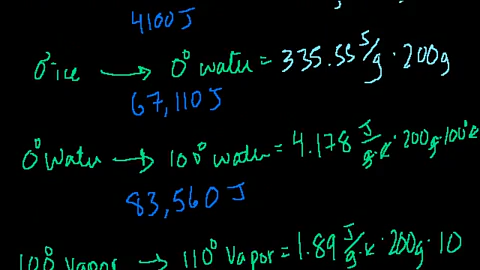 4100 J
0° ice → 0° water = 335.55 J/g · 200g
67,110 J
0° Water → 100° water = 4.178 J/g·K · 200g · 100°K
83,560 J
100° Vapor → 110° Vapor = 1.89 J/g·K · 200g · 10